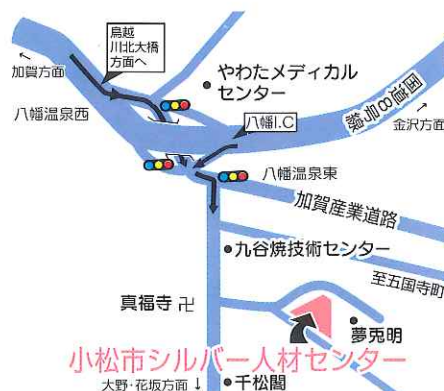 鳥越
川北大橋
方面へ
←
加賀方面
やわたメディカル
センター
国道8号線
→
金沢方面
八幡温泉西
八幡I.C
八幡温泉東
加賀産業道路
九谷焼技術センター
至五国寺町
真福寺 卍
夢兎明
小松市シルバー人材センター
大野・花坂方面↓
千松閣